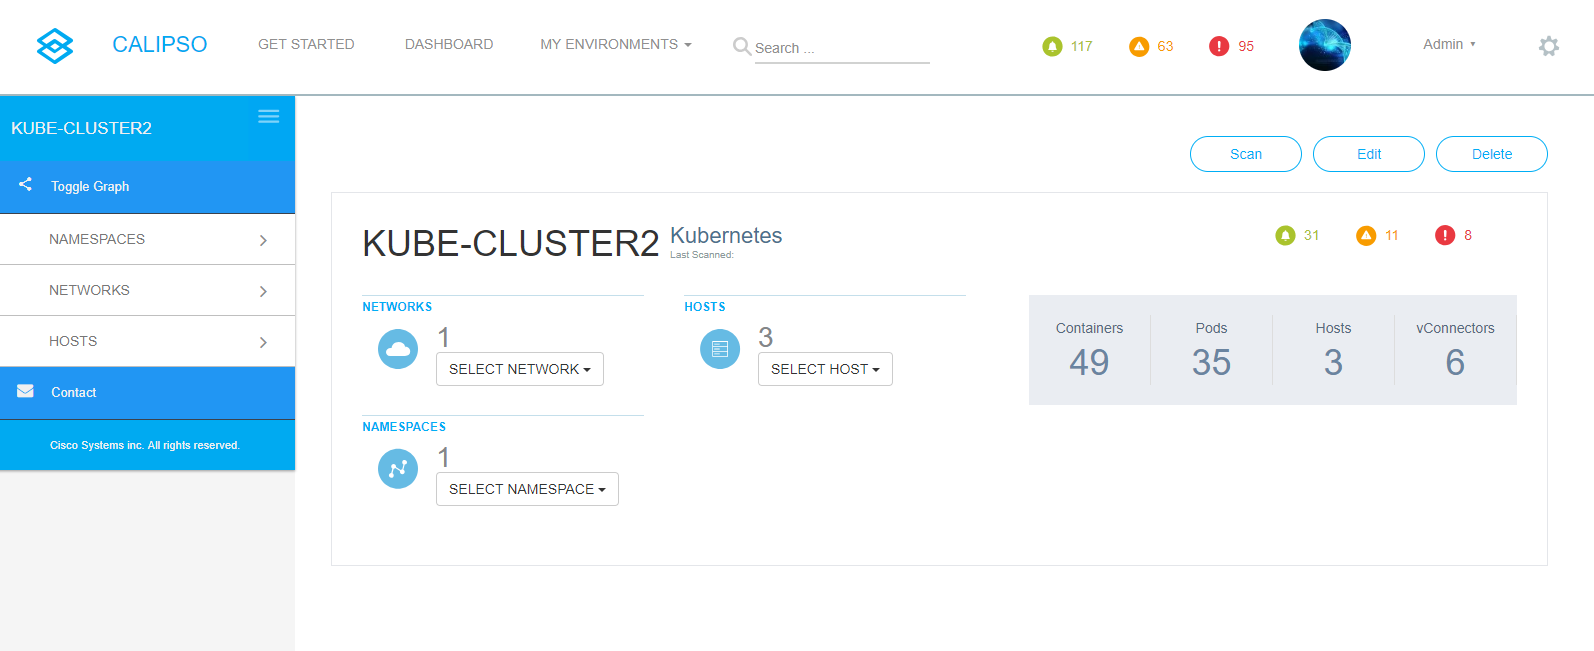 CALIPSO GET STARTED DASHBOARD MY ENVIRONMENTS Search ... 117 63 95 Admin
KUBE-CLUSTER2
Toggle Graph
NAMESPACES
NETWORKS
HOSTS
Contact
Cisco Systems inc. All rights reserved.
Scan Edit Delete
KUBE-CLUSTER2 Kubernetes 31 11 8
Last Scanned:
NETWORKS
1
SELECT NETWORK
HOSTS
3
SELECT HOST
Containers Pods Hosts vConnectors
49 35 3 6
NAMESPACES
1
SELECT NAMESPACE